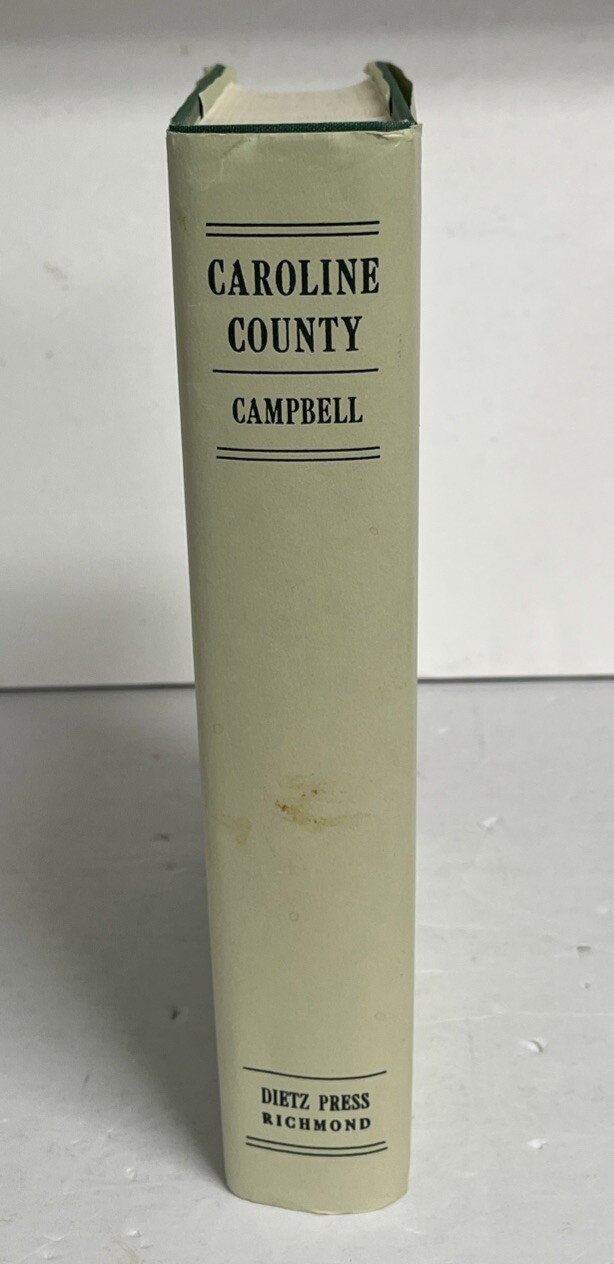 CAROLINE
COUNTY
CAMPBELL
DIETZ PRESS
RICHMOND